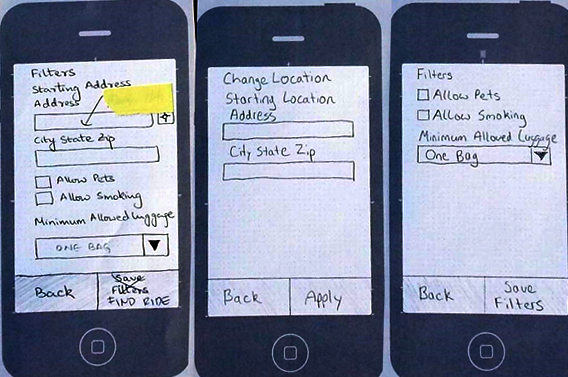 Filters
Starting Address
Address
City State Zip
Allow Pets
Allow Smoking
Minimum Allowed Luggage
ONE BAG
Back
Save
Filters
FIND RIDE
Change Location
Starting Location
Address
City State Zip
Back
Apply
Filters
Allow Pets
Allow Smoking
Minimum Allowed Luggage
One Bag
Back
Save
Filters